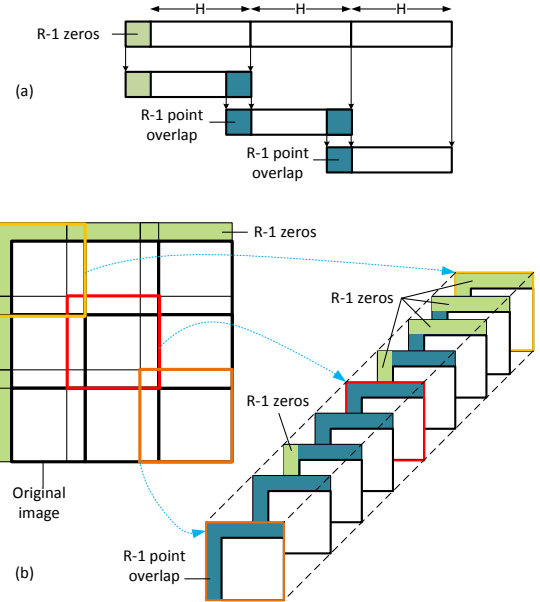 H
H
H
R-1 zeros
(a)
R-1 point
overlap
R-1 point
overlap
R-1 zeros
R-1 zeros
R-1 zeros
Original
image
R-1 point
overlap
(b)